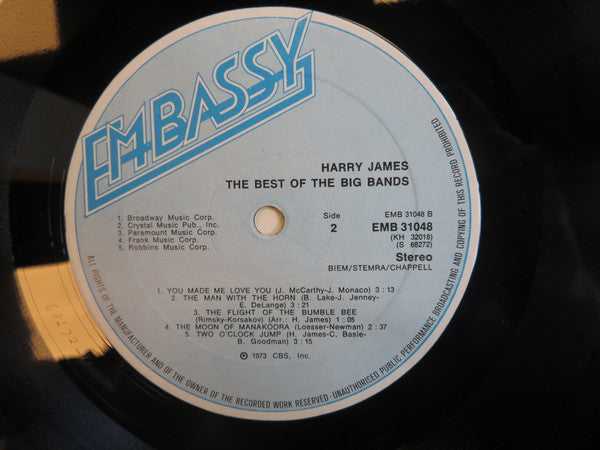 EMBASSY
HARRY JAMES
THE BEST OF THE BIG BANDS
1. Broadway Music Corp.
2. Crystal Music Pub., Inc.
3. Paramount Music Corp.
4. Frank Music Corp.
5. Robbins Music Corp.
Side
2
EMB 31048 B
EMB 31048
(KH 32018)
(S 68272)
Stereo
BIEM/STEMRA/CHAPPELL
1. YOU MADE ME LOVE YOU (J. McCarthy-J. Monaco) 3 : 13
2. THE MAN WITH THE HORN (B. Lake-J. Jenney-
E. DeLange) 3 : 21
3. THE FLIGHT OF THE BUMBLE BEE
(Rimsky-Korsakov) (Arr.: H. James) 1 : 05
4. THE MOON OF MANAKOORA (Loosser-Newman) 2 : 37
5. TWO O'CLOCK JUMP (H. James-C. Basie-
B. Goodman) 3 : 15
℗ © 1973 CBS, Inc.
ALL RIGHTS OF THE MANUFACTURER AND OF THE OWNER OF THE RECORDED WORK RESERVED - UNAUTHORISED PUBLIC PERFORMANCE BROADCASTING AND COPYING OF THIS RECORD PROHIBITED
68272